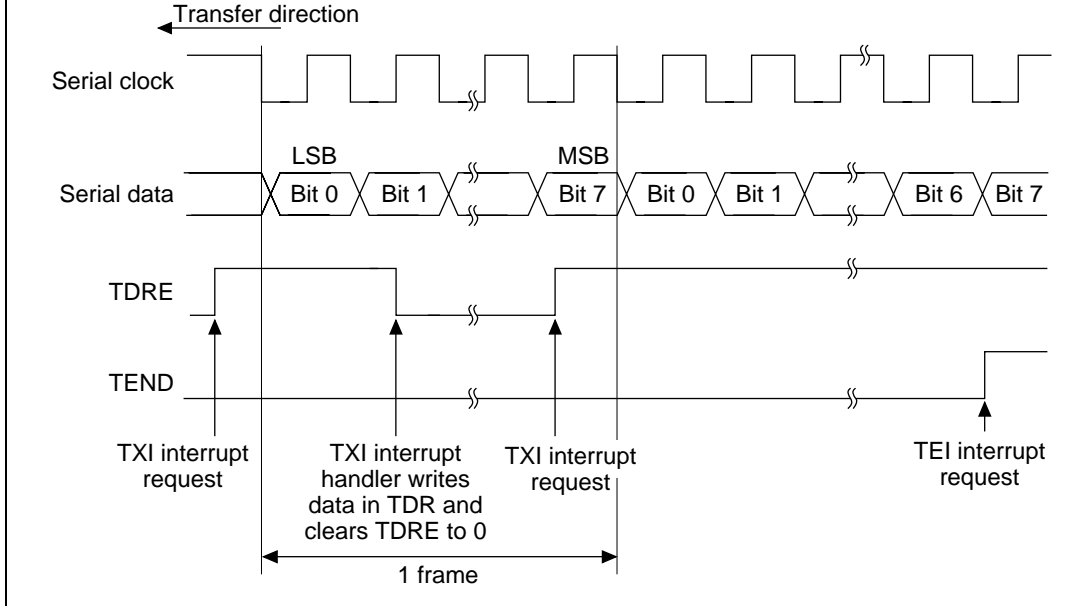 Transfer direction
Serial clock
LSB
MSB
Serial data
Bit 0
Bit 1
Bit 7
Bit 0
Bit 1
Bit 6
Bit 7
TDRE
TEND
TXI interrupt
request
TXI interrupt
handler writes
data in TDR and
clears TDRE to 0
TXI interrupt
request
TEI interrupt
request
1 frame